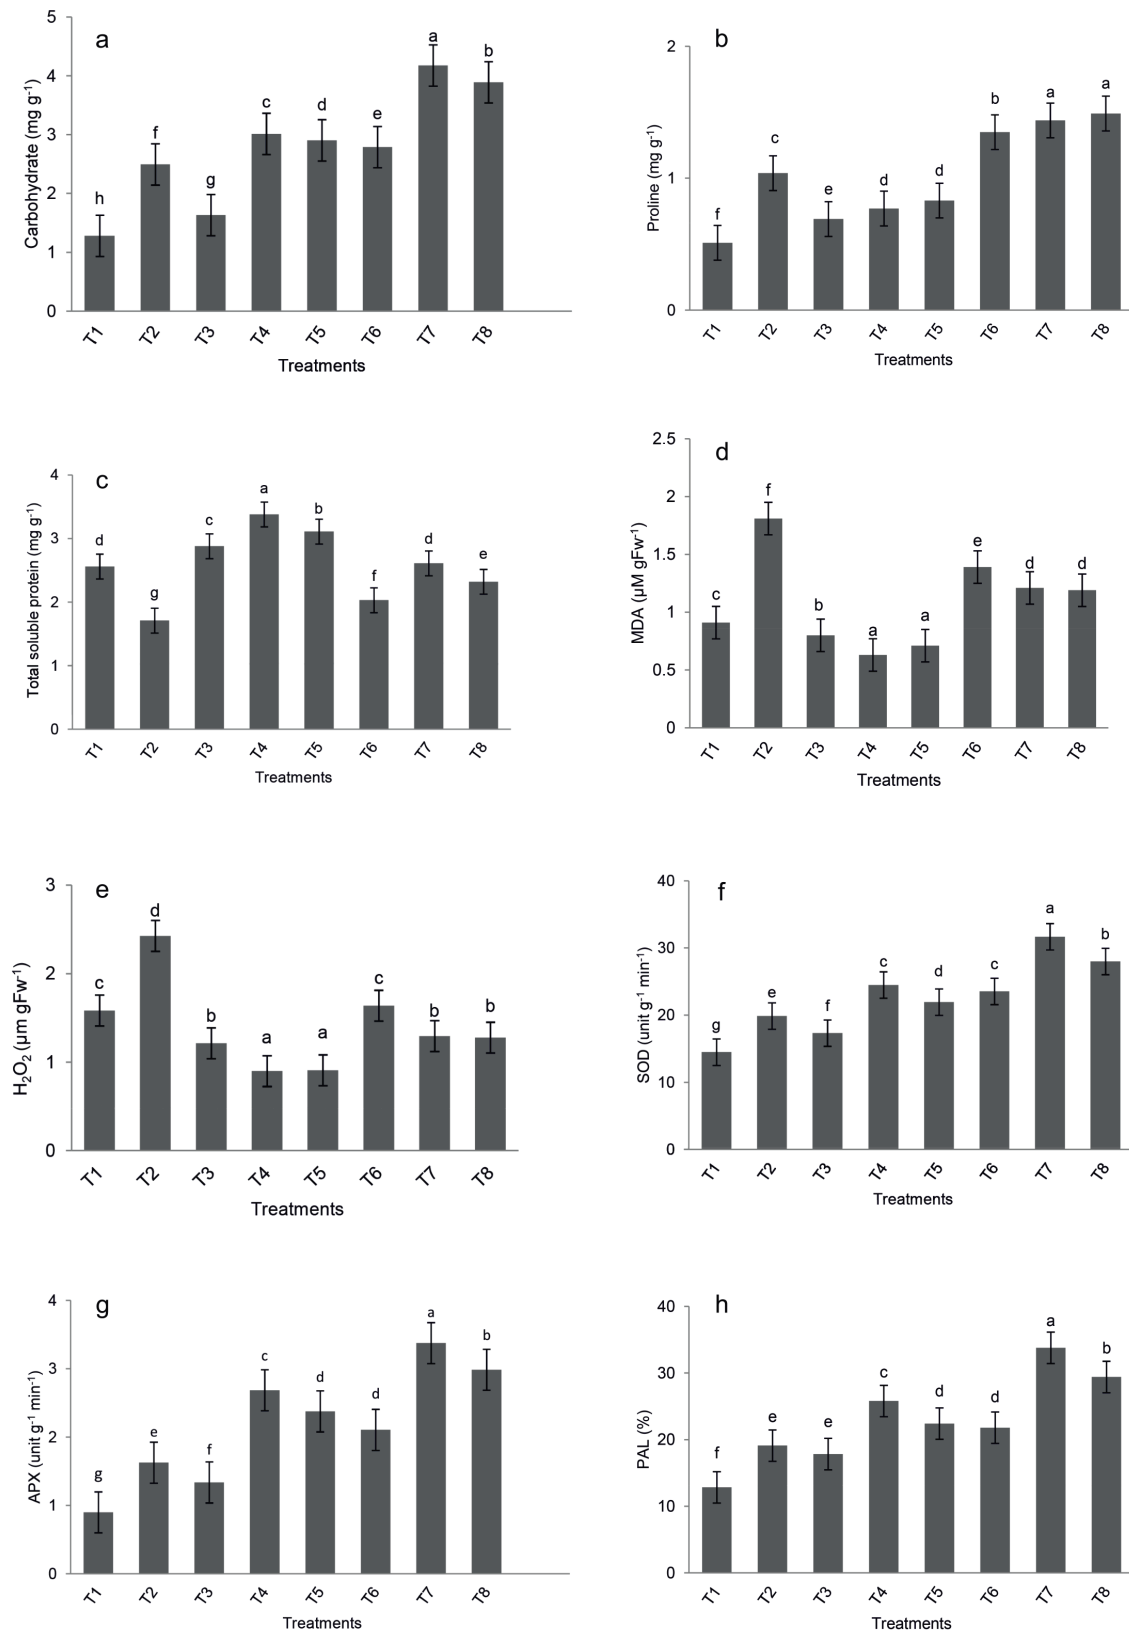 a
Carbohydrate (mg g⁻¹)
5
4
3
2
1
0
h
f
g
c
d
e
a
b
T1 T2 T3 T4 T5 T6 T7 T8
Treatments
b
Proline (mg g⁻¹)
2
1
0
f
c
e
d
d
b
a
a
T1 T2 T3 T4 T5 T6 T7 T8
Treatments
c
Total soluble protein (mg g⁻¹)
4
3
2
1
0
d
g
c
a
b
f
d
e
T1 T2 T3 T4 T5 T6 T7 T8
Treatments
d
MDA (μM gFw⁻¹)
2.5
2
1.5
1
0.5
0
c
f
b
a
a
e
d
d
T1 T2 T3 T4 T5 T6 T7 T8
Treatments
e
H₂O₂ (μm gFw⁻¹)
3
2
1
0
c
d
b
a
a
c
b
b
T1 T2 T3 T4 T5 T6 T7 T8
Treatments
f
SOD (unit g⁻¹ min⁻¹)
40
30
20
10
0
g
e
f
c
d
c
a
b
T1 T2 T3 T4 T5 T6 T7 T8
Treatments
g
APX (unit g⁻¹ min⁻¹)
4
3
2
1
0
g
e
f
c
d
d
a
b
T1 T2 T3 T4 T5 T6 T7 T8
Treatments
h
PAL (%)
40
30
20
10
0
f
e
e
c
d
d
a
b
T1 T2 T3 T4 T5 T6 T7 T8
Treatments